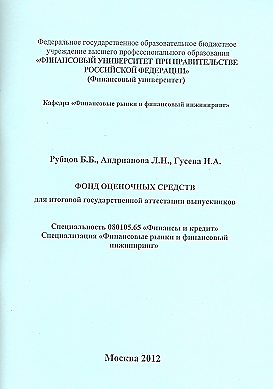 Федеральное государственное образовательное бюджетное
учреждение высшего профессионального образования
«ФИНАНСОВЫЙ УНИВЕРСИТЕТ ПРИ ПРАВИТЕЛЬСТВЕ
РОССИЙСКОЙ ФЕДЕРАЦИИ»
(Финансовый университет)
Кафедра «Финансовые рынки и финансовый инжиниринг»
Рубцов Б.Б., Андрианова Л.Н., Гусева И.А.
ФОНД ОЦЕНОЧНЫХ СРЕДСТВ
для итоговой государственной аттестации выпускников
Специальность 080105.65 «Финансы и кредит»
Специализация «Финансовые рынки и финансовый
инжиниринг»
Москва 2012